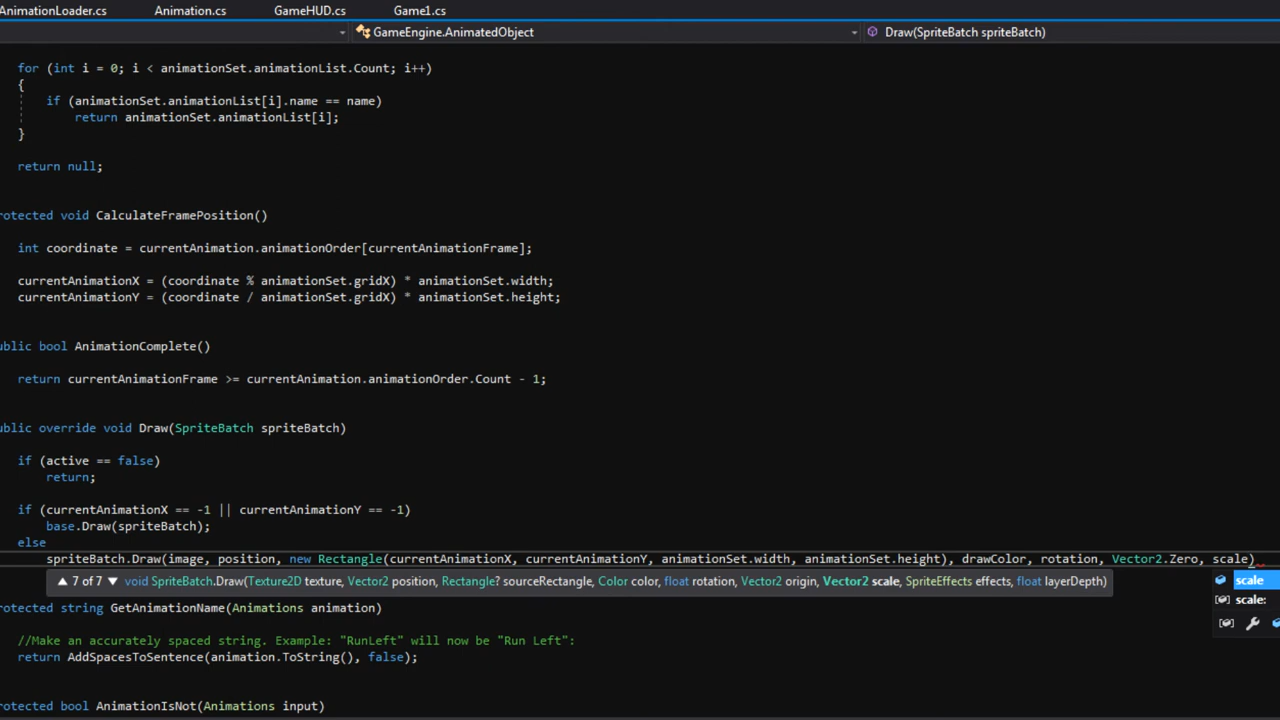 AnimationLoader.cs Animation.cs GameHUD.cs Game1.cs
GameEngine.AnimatedObject Draw(SpriteBatch spriteBatch)
for (int i = 0; i < animationSet.animationList.Count; i++)
{
if (animationSet.animationList[i].name == name)
return animationSet.animationList[i];
}
return null;
rotected void CalculateFramePosition()
int coordinate = currentAnimation.animationOrder[currentAnimationFrame];
currentAnimationX = (coordinate % animationSet.gridX) * animationSet.width;
currentAnimationY = (coordinate / animationSet.gridX) * animationSet.height;
ublic bool AnimationComplete()
return currentAnimationFrame >= currentAnimation.animationOrder.Count - 1;
ublic override void Draw(SpriteBatch spriteBatch)
if (active == false)
return;
if (currentAnimationX == -1 || currentAnimationY == -1)
base.Draw(spriteBatch);
else
spriteBatch.Draw(image, position, new Rectangle(currentAnimationX, currentAnimationY, animationSet.width, animationSet.height), drawColor, rotation, Vector2.Zero, scale)
▲ 7 of 7 ▼ void SpriteBatch.Draw(Texture2D texture, Vector2 position, Rectangle? sourceRectangle, Color color, float rotation, Vector2 origin, Vector2 scale, SpriteEffects effects, float layerDepth)
scale
scale:
rotected string GetAnimationName(Animations animation)
//Make an accurately spaced string. Example: "RunLeft" will now be "Run Left":
return AddSpacesToSentence(animation.ToString(), false);
rotected bool AnimationIsNot(Animations input)